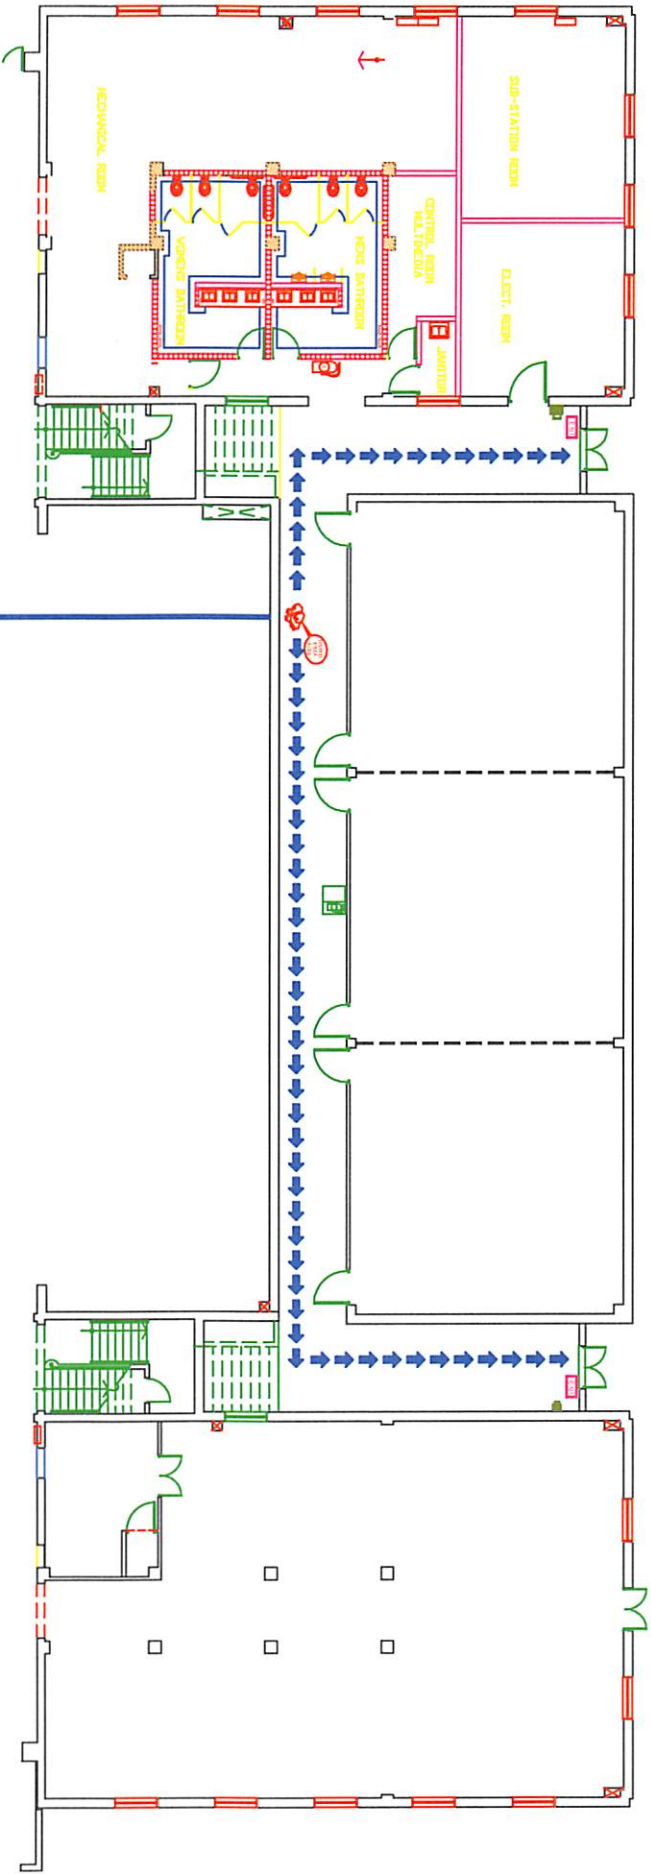 SUB-STATION ROOM
MECHANICAL ROOM
CONTROL ROOM
MULTIMEDIA
ELECT. ROOM
MENS BATHROOM
WOMENS BATHROOM
JANITOR